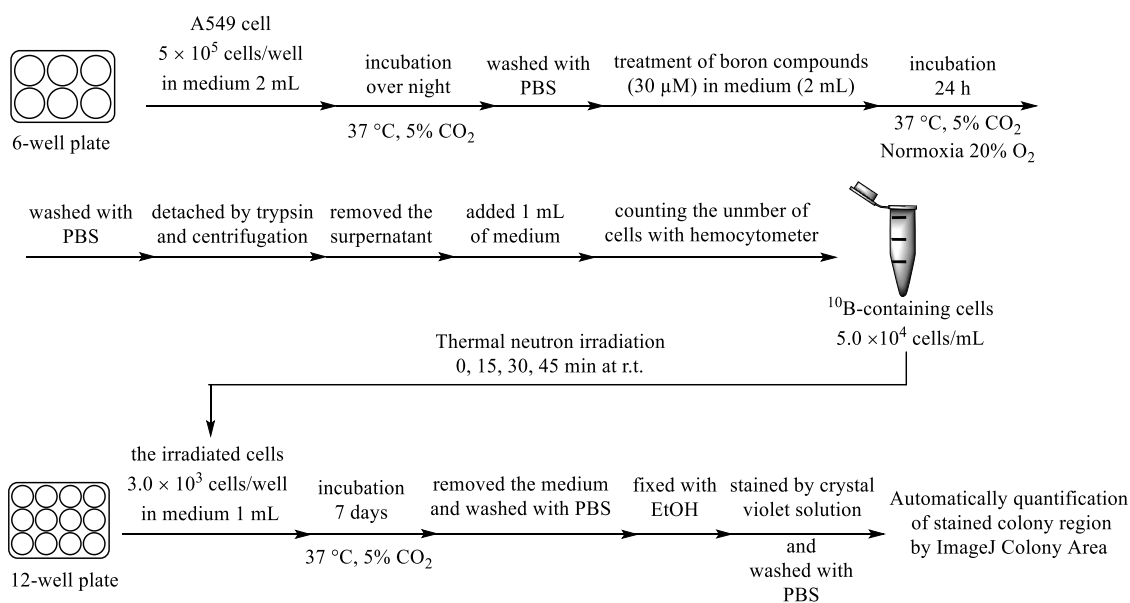 A549 cell
5 × 10⁵ cells/well
in medium 2 mL
6-well plate
incubation
over night
37 °C, 5% CO₂
washed with
PBS
treatment of boron compounds
(30 µM) in medium (2 mL)
incubation
24 h
37 °C, 5% CO₂
Normoxia 20% O₂
washed with
PBS
detached by trypsin
and centrifugation
removed the
surpernatant
added 1 mL
of medium
counting the unmber of
cells with hemocytometer
¹⁰B-containing cells
5.0 ×10⁴ cells/mL
Thermal neutron irradiation
0, 15, 30, 45 min at r.t.
the irradiated cells
3.0 × 10³ cells/well
in medium 1 mL
12-well plate
incubation
7 days
37 °C, 5% CO₂
removed the medium
and washed with PBS
fixed with
EtOH
stained by crystal
violet solution
and
washed with
PBS
Automatically quantification
of stained colony region
by ImageJ Colony Area